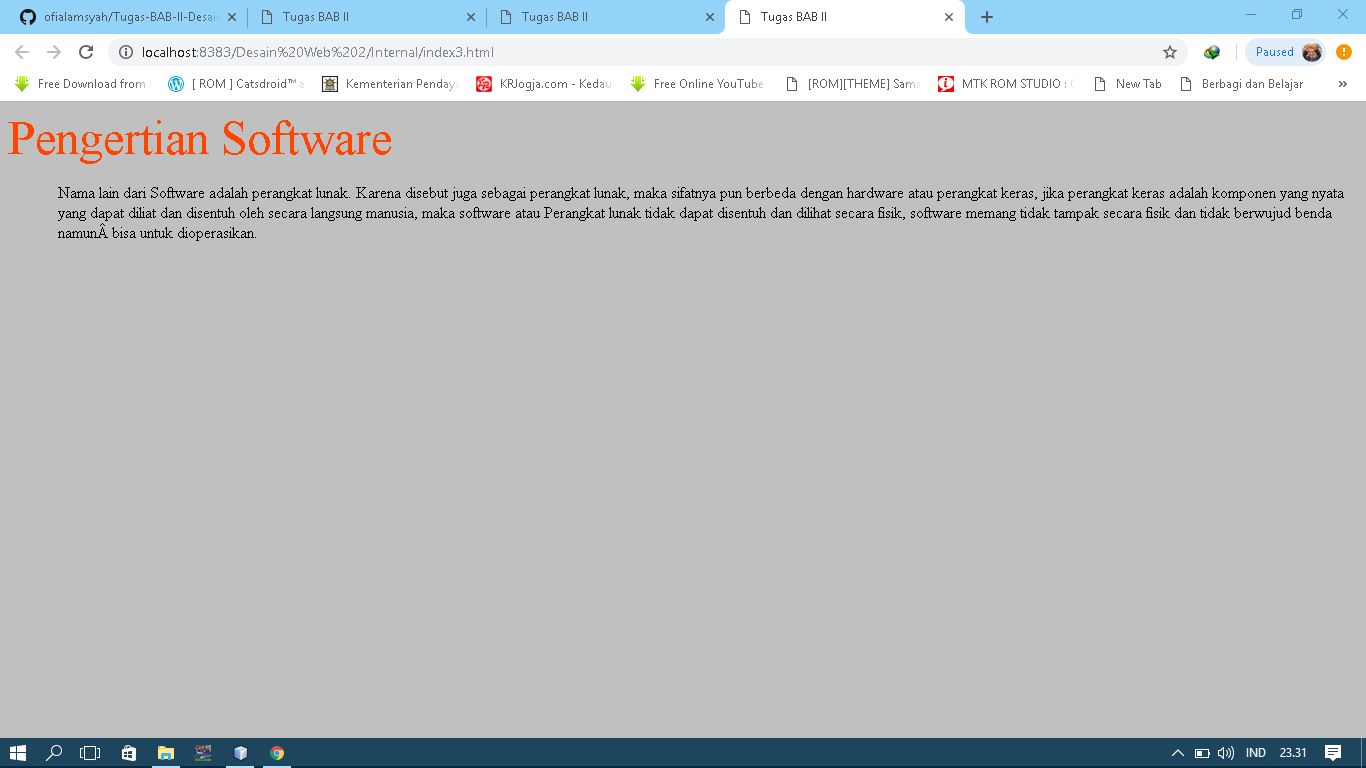 ofialamsyah/Tugas-BAB-II-Desai
Tugas BAB II
Tugas BAB II
Tugas BAB II
localhost:8383/Desain%20Web%202/Internal/index3.html
Paused
Free Download from
[ ROM ] Catsdroid™ a
Kementerian Penday
KRJogja.com - Kedau
Free Online YouTube
[ROM][THEME] Sams
MTK ROM STUDIO : C
New Tab
Berbagi dan Belajar
»
Pengertian Software
Nama lain dari Software adalah perangkat lunak. Karena disebut juga sebagai perangkat lunak, maka sifatnya pun berbeda dengan hardware atau perangkat keras, jika perangkat keras adalah komponen yang nyata
yang dapat diliat dan disentuh oleh secara langsung manusia, maka software atau Perangkat lunak tidak dapat disentuh dan dilihat secara fisik, software memang tidak tampak secara fisik dan tidak berwujud benda
namunÂ bisa untuk dioperasikan.
IND
23.31